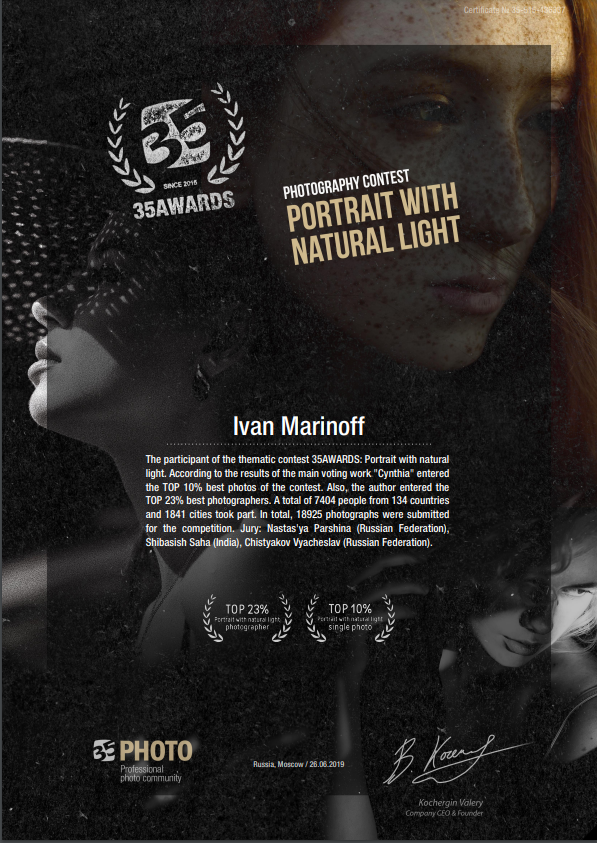 35
SINCE 2015
35AWARDS
PHOTOGRAPHY CONTEST
PORTRAIT WITH
NATURAL LIGHT
Ivan Marinoff
The participant of the thematic contest 35AWARDS: Portrait with natural
light. According to the results of the main voting work "Cynthia" entered
the TOP 10% best photos of the contest. Also, the author entered the
TOP 23% best photographers. A total of 7404 people from 134 countries
and 1841 cities took part. In total, 18925 photographs were submitted
for the competition. Jury: Nastas'ya Parshina (Russian Federation),
Shibasish Saha (India), Chistyakov Vyacheslav (Russian Federation).
TOP 23%
Portrait with natural light
photographer
TOP 10%
Portrait with natural light
single photo
35 PHOTO
Professional
photo community
Russia, Moscow / 26.06.2019
Kochergin Valery
Company CEO & Founder